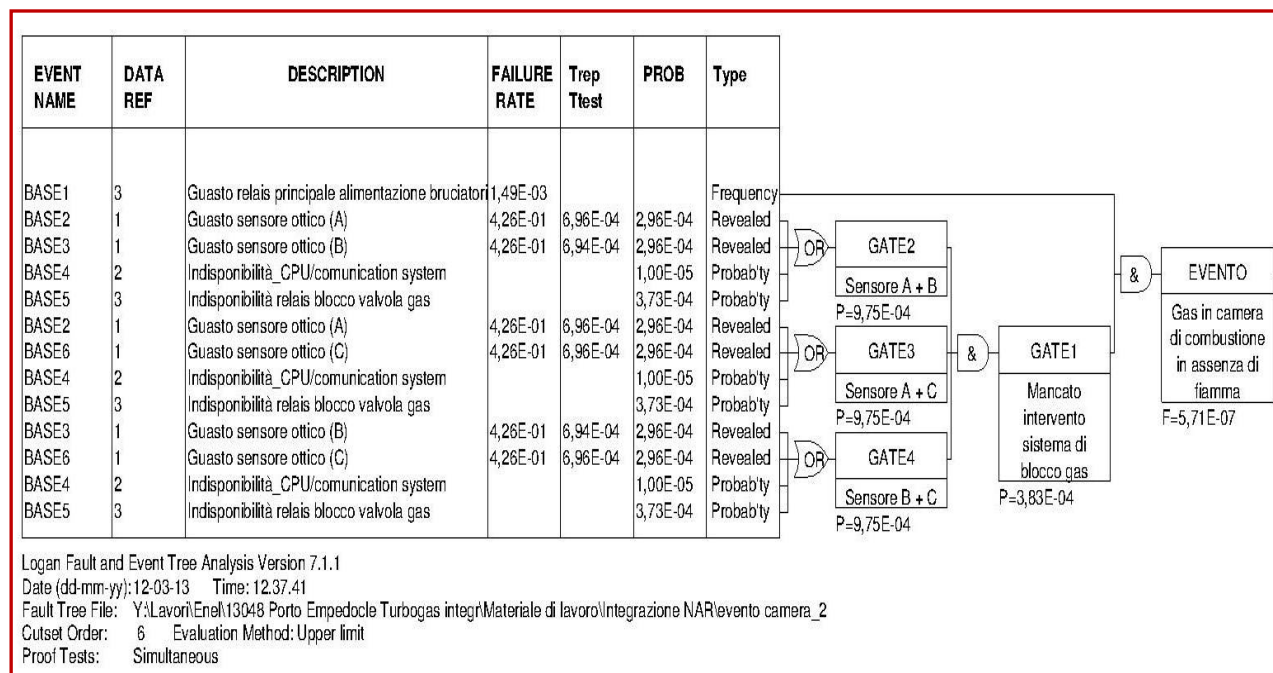 EVENT NAME DATA REF DESCRIPTION FAILURE RATE Trep Ttest PROB Type
BASE1 3 Guasto relais principale alimentazione bruciatori 1,49E-03 Frequency
BASE2 1 Guasto sensore ottico (A) 4,26E-01 6,96E-04 2,96E-04 Revealed
BASE3 1 Guasto sensore ottico (B) 4,26E-01 6,94E-04 2,96E-04 Revealed
BASE4 2 Indisponibilità_CPU/comunication system 1,00E-05 Probab'ty
BASE5 3 Indisponibilità relais blocco valvola gas 3,73E-04 Probab'ty
BASE2 1 Guasto sensore ottico (A) 4,26E-01 6,96E-04 2,96E-04 Revealed
BASE6 1 Guasto sensore ottico (C) 4,26E-01 6,96E-04 2,96E-04 Revealed
BASE4 2 Indisponibilità_CPU/comunication system 1,00E-05 Probab'ty
BASE5 3 Indisponibilità relais blocco valvola gas 3,73E-04 Probab'ty
BASE3 1 Guasto sensore ottico (B) 4,26E-01 6,94E-04 2,96E-04 Revealed
BASE6 1 Guasto sensore ottico (C) 4,26E-01 6,96E-04 2,96E-04 Revealed
BASE4 2 Indisponibilità_CPU/comunication system 1,00E-05 Probab'ty
BASE5 3 Indisponibilità relais blocco valvola gas 3,73E-04 Probab'ty
OR
GATE2
Sensore A + B
P=9,75E-04
OR
GATE3
Sensore A + C
P=9,75E-04
OR
GATE4
Sensore B + C
P=9,75E-04
&
GATE1
Mancato
intervento
sistema di
blocco gas
P=3,83E-04
&
EVENTO
Gas in camera
di combustione
in assenza di
fiamma
F=5,71E-07
Logan Fault and Event Tree Analysis Version 7.1.1
Date (dd-mm-yy): 12-03-13 Time: 12.37.41
Fault Tree File: Y:\Lavori\Enel\13048 Porto Empedocle Turbogas integr\Materiale di lavoro\Integrazione NAR\evento camera_2
Cutset Order: 6 Evaluation Method: Upper limit
Proof Tests: Simultaneous